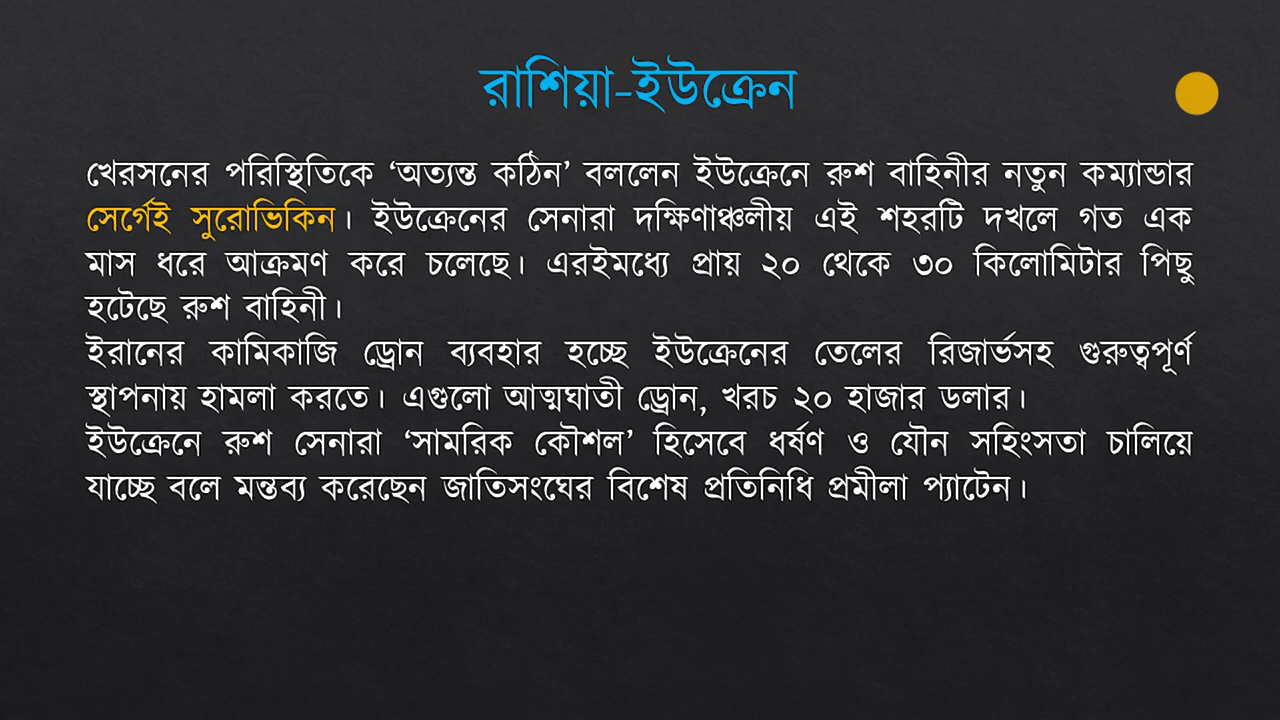 রাশিয়া-ইউক্রেন
খেরসনের পরিস্থিতিকে ‘অত্যন্ত কঠিন’ বললেন ইউক্রেনে রুশ বাহিনীর নতুন কম্যান্ডার
সের্গেই সুরোভিকিন। ইউক্রেনের সেনারা দক্ষিণাঞ্চলীয় এই শহরটি দখলে গত এক
মাস ধরে আক্রমণ করে চলেছে। এরইমধ্যে প্রায় ২০ থেকে ৩০ কিলোমিটার পিছু
হটেছে রুশ বাহিনী।
ইরানের কামিকাজি ড্রোন ব্যবহার হচ্ছে ইউক্রেনের তেলের রিজার্ভসহ গুরুত্বপূর্ণ
স্থাপনায় হামলা করতে। এগুলো আত্মঘাতী ড্রোন, খরচ ২০ হাজার ডলার।
ইউক্রেনে রুশ সেনারা ‘সামরিক কৌশল’ হিসেবে ধর্ষণ ও যৌন সহিংসতা চালিয়ে
যাচ্ছে বলে মন্তব্য করেছেন জাতিসংঘের বিশেষ প্রতিনিধি প্রমীলা প্যাটেন।